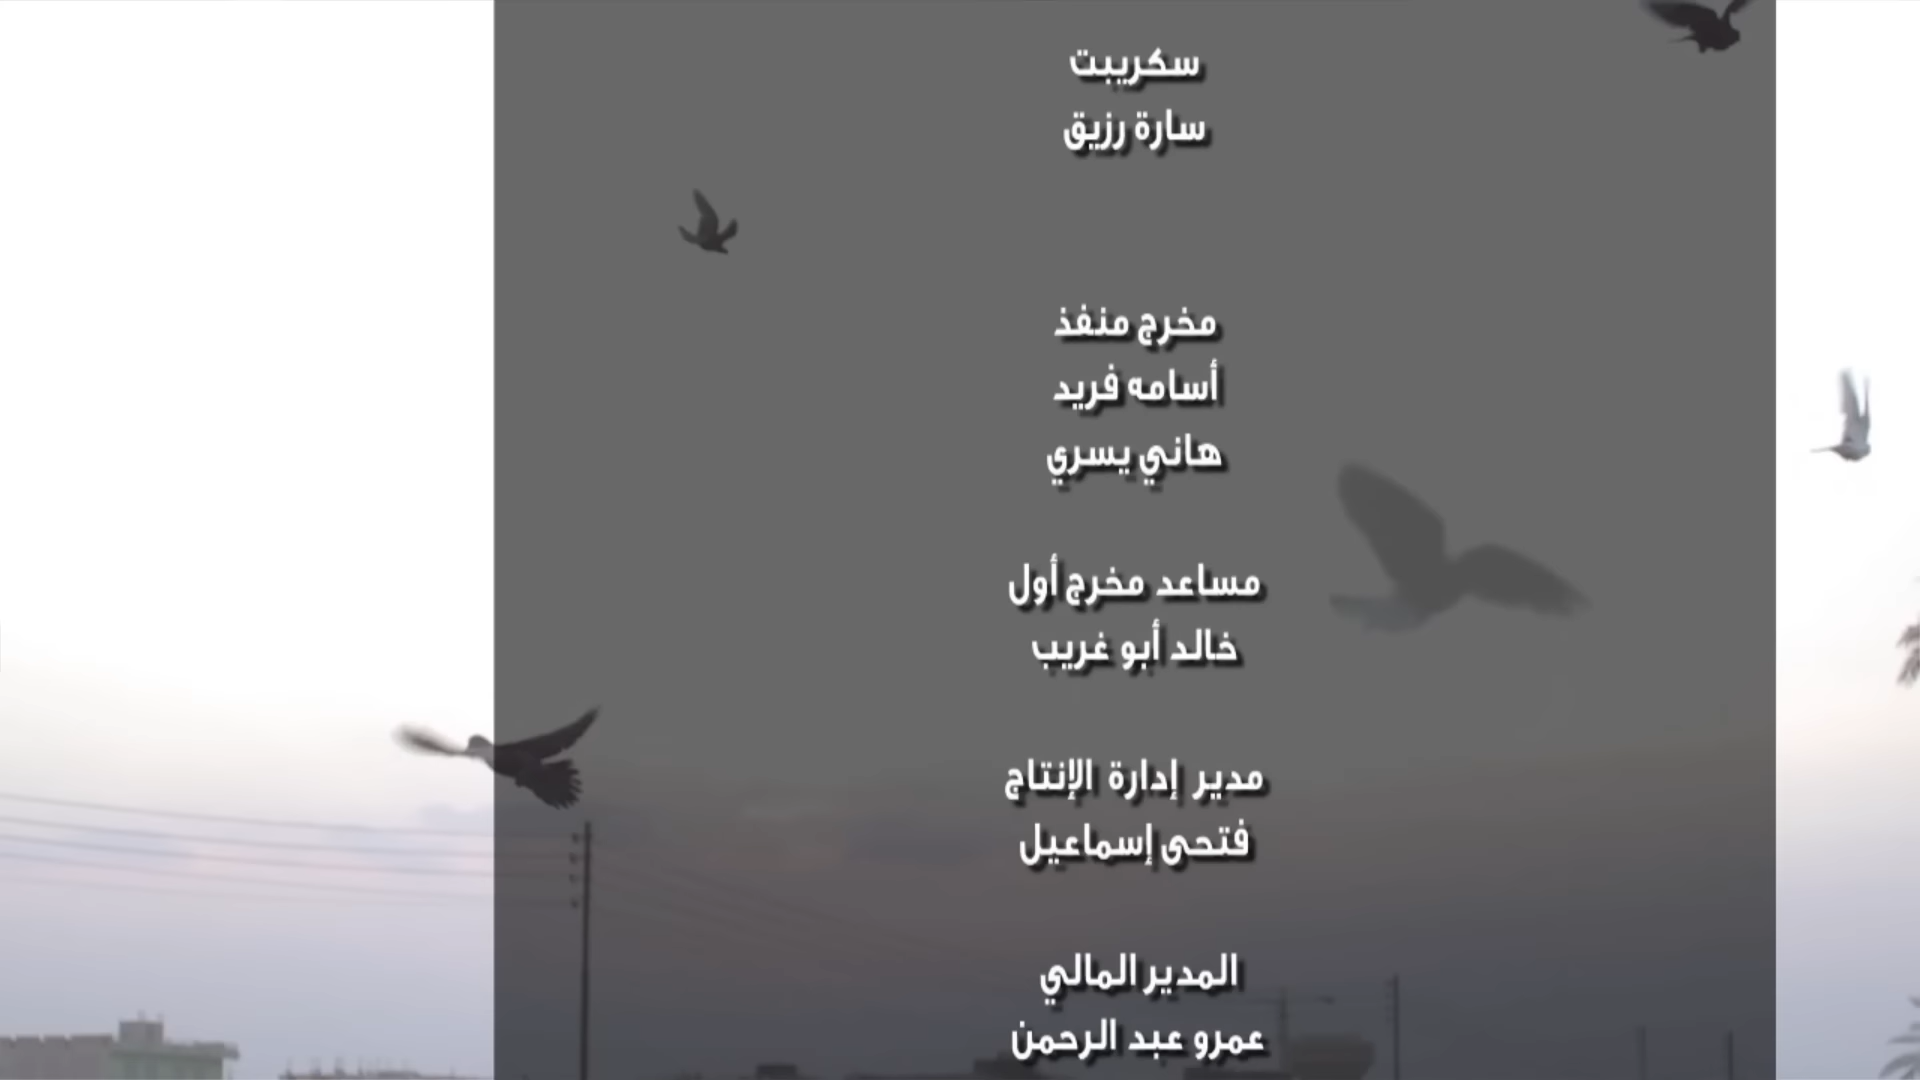 سكريبت
سارة رزيق
مخرج منفذ
أسامه فريد
هاني يسري
مساعد مخرج أول
خالد أبو غريب
مدير إدارة الإنتاج
فتحى إسماعيل
المدير المالي
عمرو عبد الرحمن